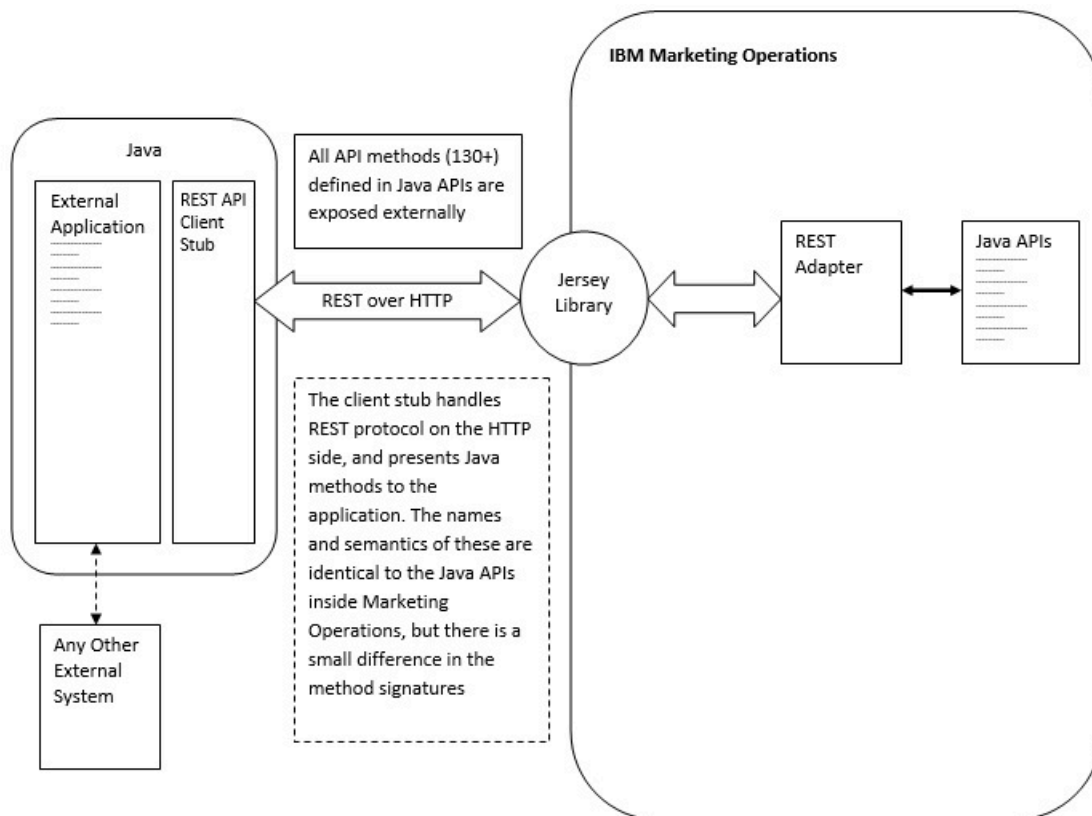 IBM Marketing Operations
Java
External
Application
REST API
Client
Stub
All API methods (130+)
defined in Java APIs are
exposed externally
REST over HTTP
Jersey
Library
REST
Adapter
Java APIs
The client stub handles
REST protocol on the HTTP
side, and presents Java
methods to the
application. The names
and semantics of these are
identical to the Java APIs
inside Marketing
Operations, but there is a
small difference in the
method signatures
Any Other
External
System